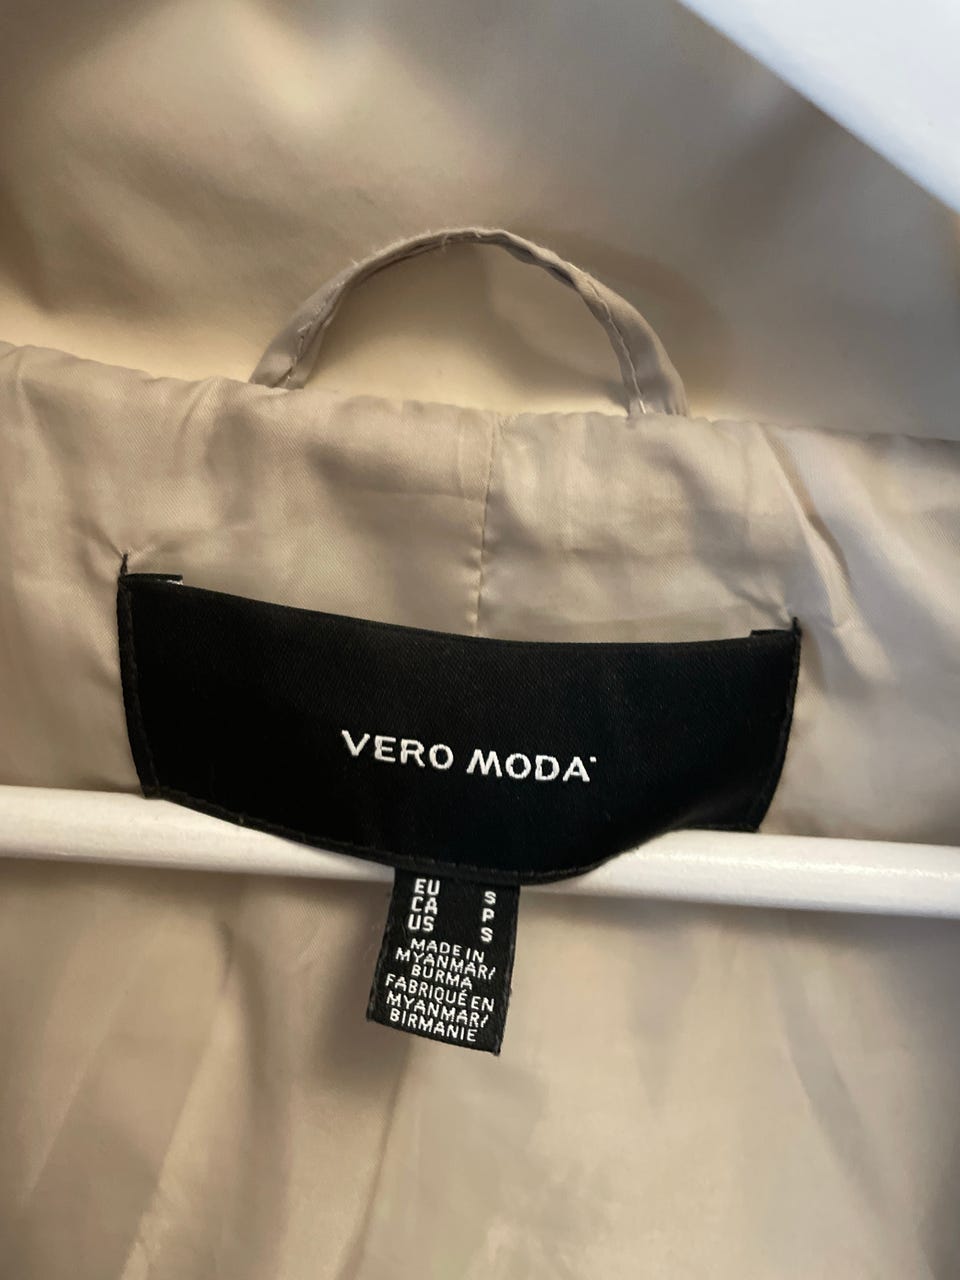 VERO MODA
EU S
CA P
US S
MADE IN
MYANMAR/
BURMA
FABRIQUÉ EN
MYANMAR/
BIRMANIE